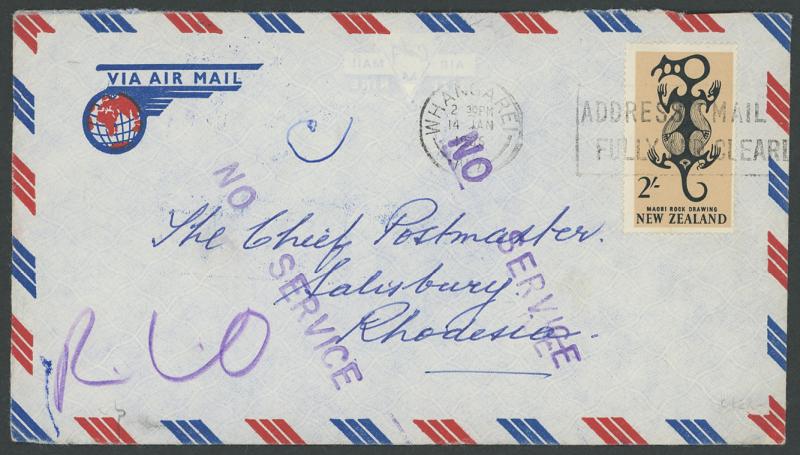 VIA AIR MAIL
WHANGAREI
2 30PM
14 JAN
ADDRESS MAIL
FULLY CLEARL
2/-
MAORI ROCK DRAWING
NEW ZEALAND
NO SERVICE
NO SERVICE
The Chief Postmaster.
Salisbury.
Rhodesia.